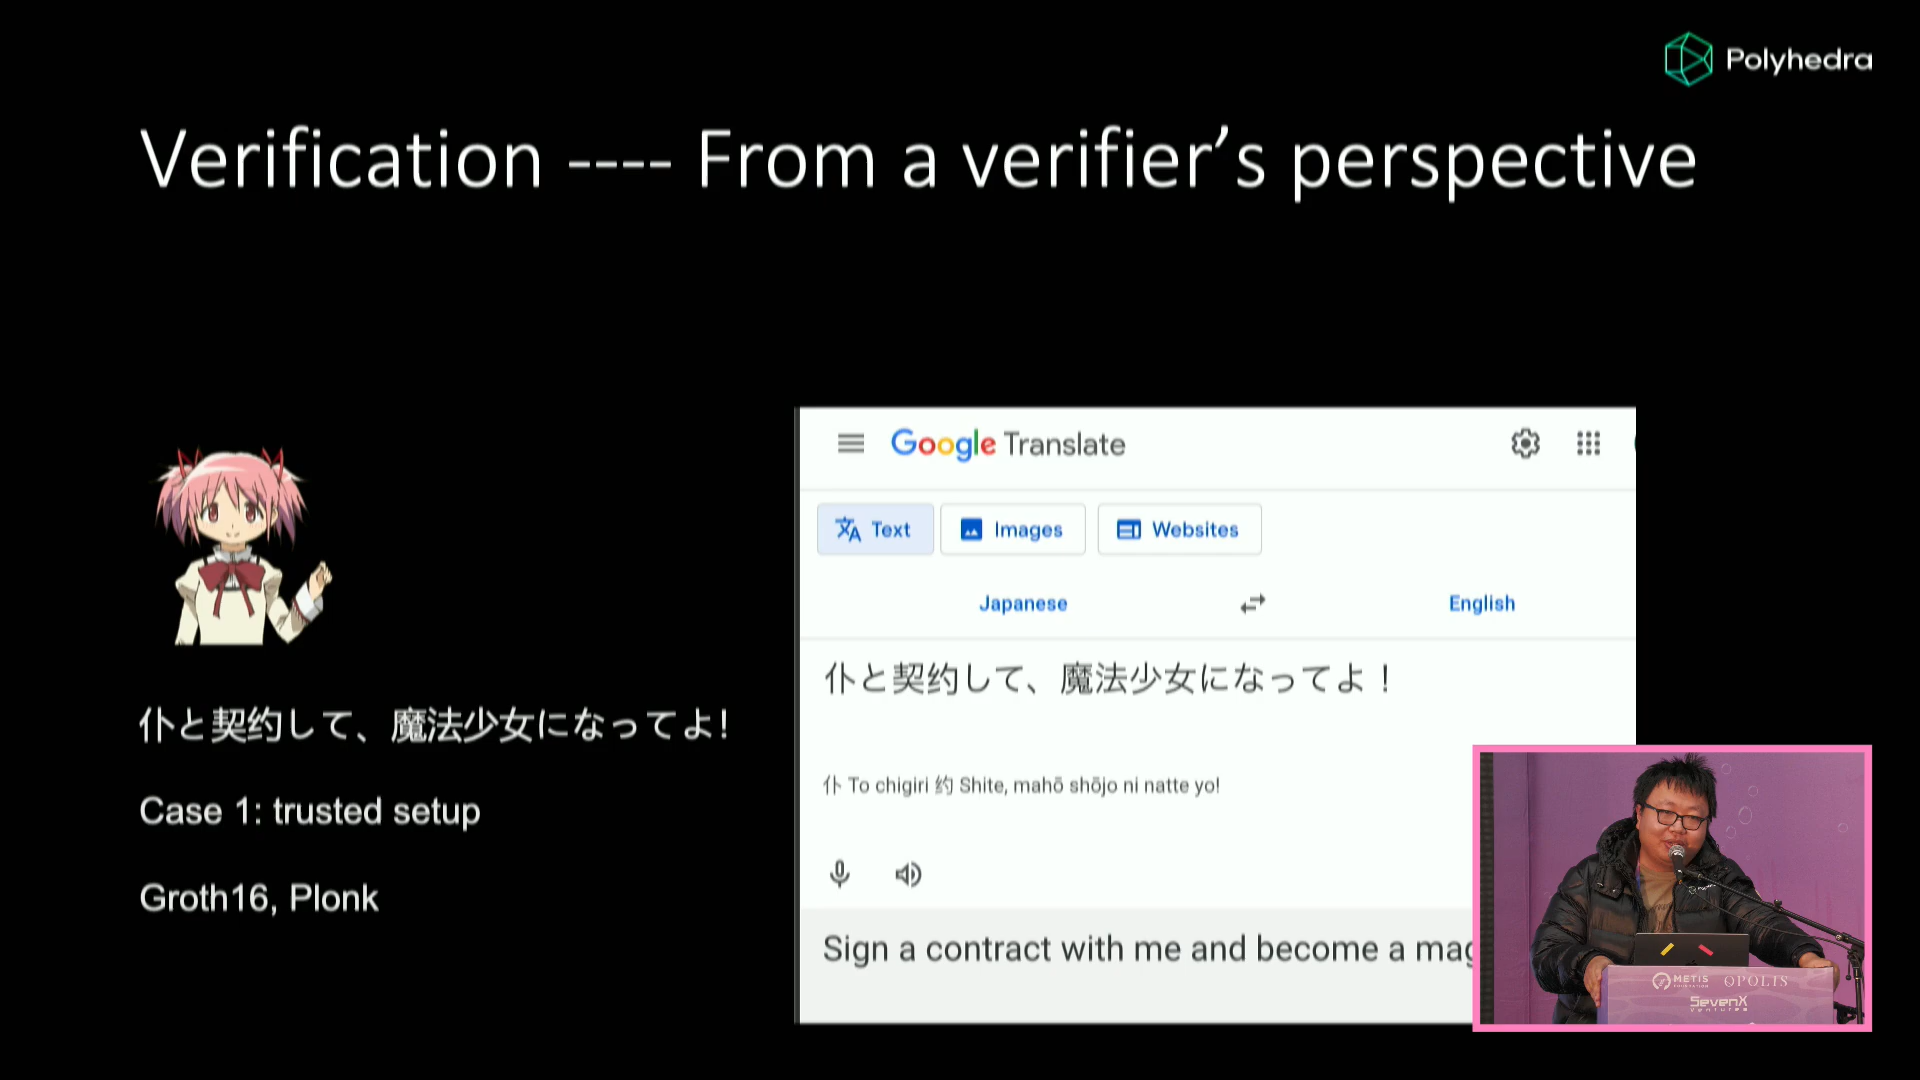 Polyhedra
Verification ---- From a verifier’s perspective
Google Translate
Text
Images
Websites
Japanese
English
仆と契约して、魔法少女になってよ！
仆 To chigiri 约 Shite, mahō shōjo ni natte yo!
Sign a contract with me and become a mag
仆と契约して、魔法少女になってよ!
Case 1: trusted setup
Groth16, Plonk
METIS
OPOLIS
SevenX